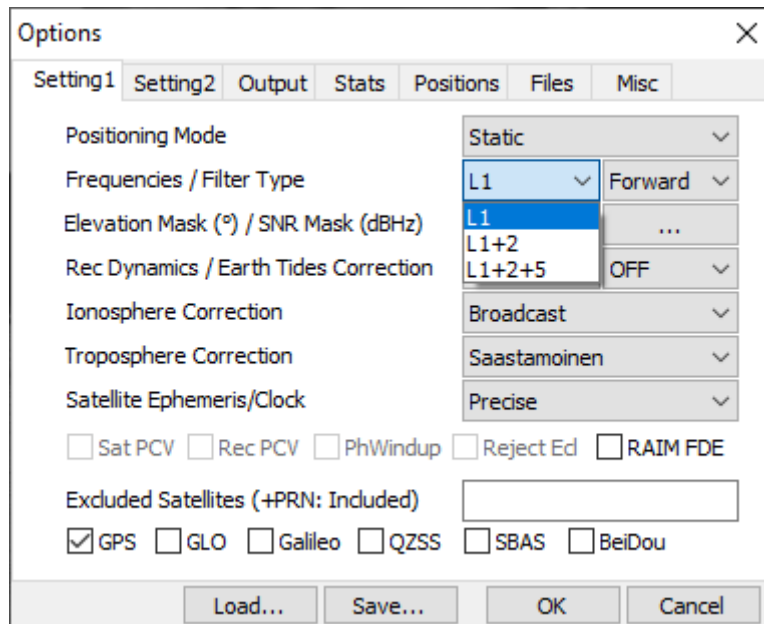 Options
Setting1 Setting2 Output Stats Positions Files Misc
Positioning Mode Static
Frequencies / Filter Type L1 Forward
L1
Elevation Mask (°) / SNR Mask (dBHz) ...
L1+2
Rec Dynamics / Earth Tides Correction L1+2+5 OFF
Ionosphere Correction Broadcast
Troposphere Correction Saastamoinen
Satellite Ephemeris/Clock Precise
Sat PCV Rec PCV PhWindup Reject Ecl RAIM FDE
Excluded Satellites (+PRN: Included)
GPS GLO Galileo QZSS SBAS BeiDou
Load... Save... OK Cancel